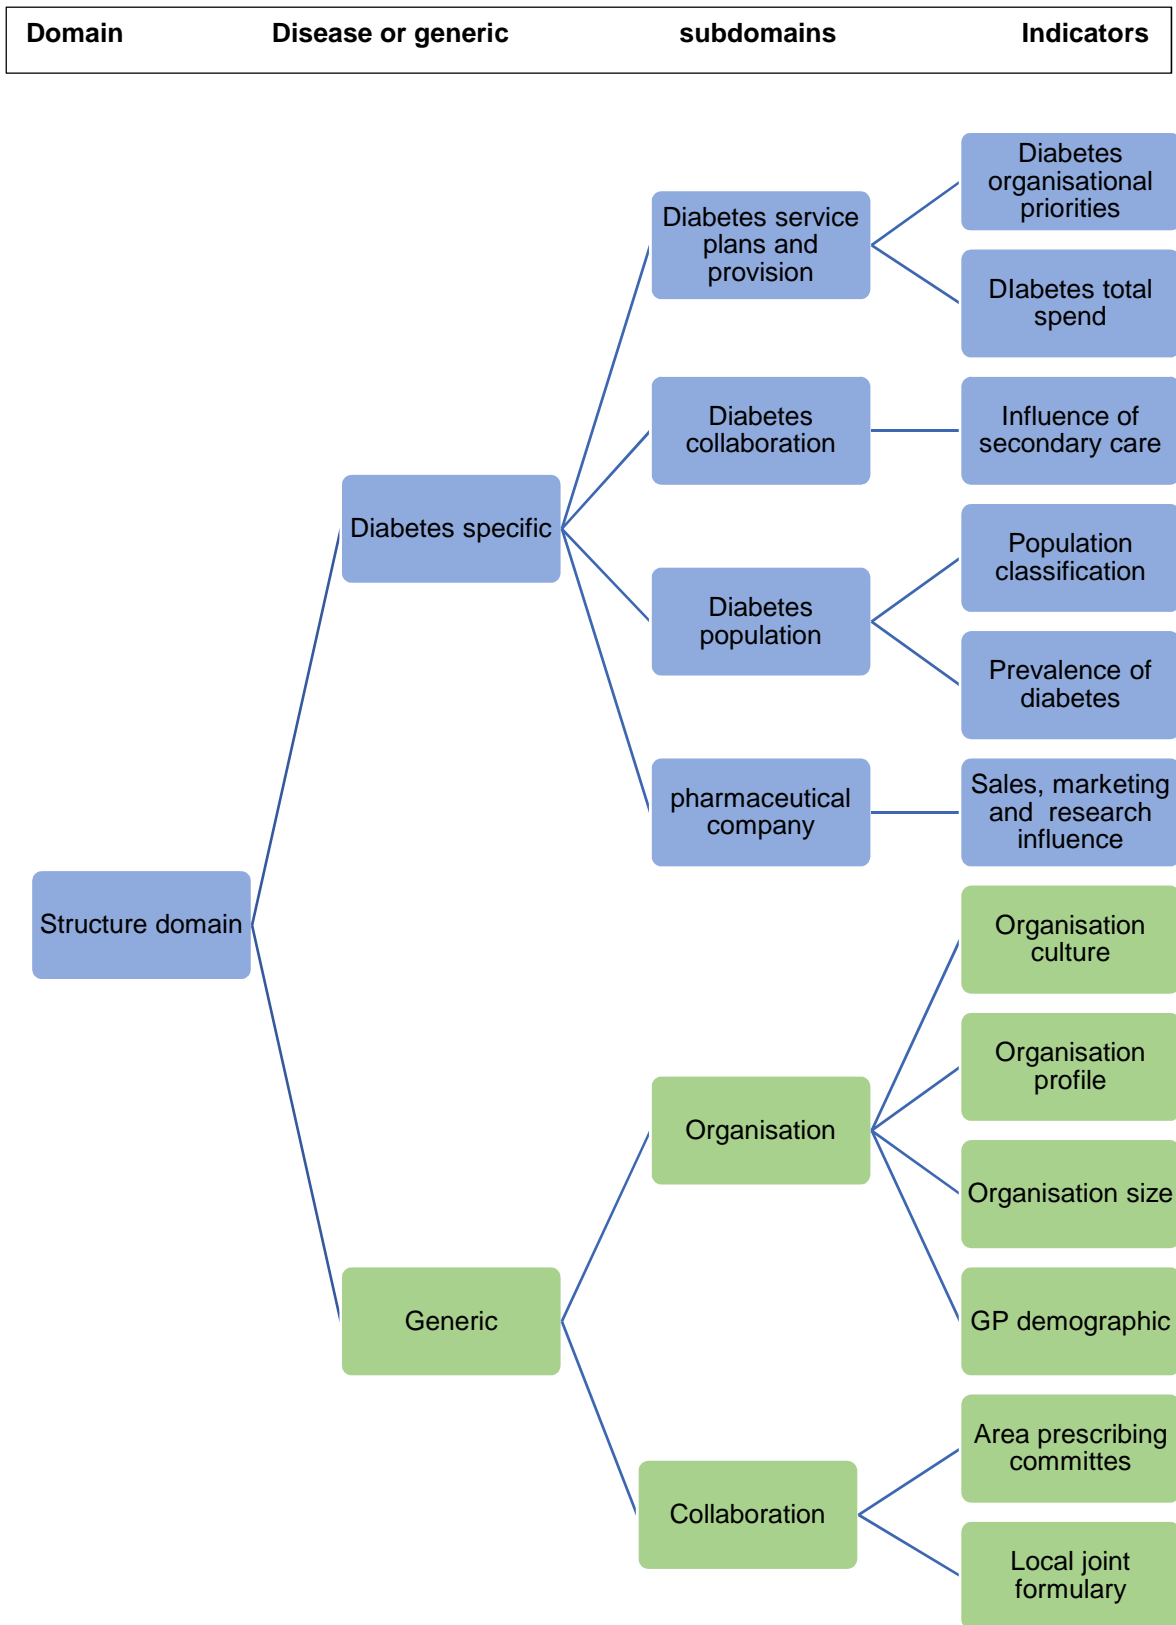 Domain Disease or generic subdomains Indicators
Diabetes
organisational
priorities
Diabetes service
plans and
provision
DIabetes total
spend
Diabetes
collaboration
Influence of
secondary care
Diabetes specific
Population
classification
Diabetes
population
Prevalence of
diabetes
pharmaceutical
company
Sales, marketing
and research
influence
Structure domain
Organisation
culture
Organisation
profile
Organisation
Organisation size
Generic
GP demographic
Area prescribing
committes
Collaboration
Local joint
formulary